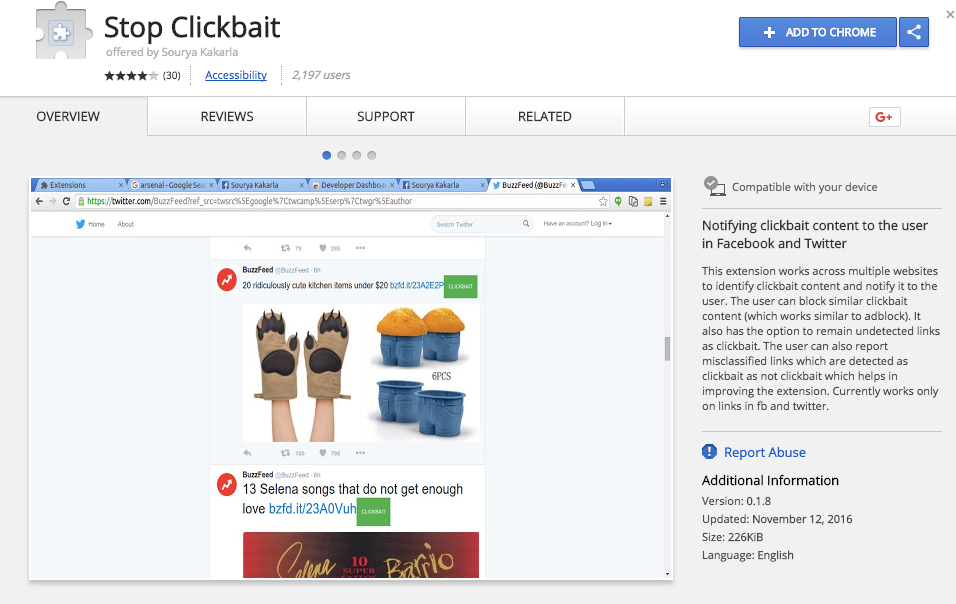 Stop Clickbait
offered by Sourya Kakarla
(30) Accessibility 2,197 users
ADD TO CHROME
OVERVIEW REVIEWS SUPPORT RELATED
G+
Extensions arsenal - Google Sea Sourya Kakarla Developer Dashboa Sourya Kakarla BuzzFeed (@BuzzFe
https://twitter.com/BuzzFeed?ref_src=twsrc%5Egoogle%7Ctwcamp%5Eserp%7Ctwgr%5Eauthor
Home About Search Twitter Have an account? Log in
79 286
BuzzFeed @BuzzFeed · 6h
20 ridiculously cute kitchen items under $20 bzfd.it/23A2E2P CLICKBAIT
6PCS
160 796
BuzzFeed @BuzzFeed · 6h
13 Selena songs that do not get enough
love bzfd.it/23A0Vuh CLICKBAIT
Selena 10 Barrio
SUPER
Compatible with your device
Notifying clickbait content to the user
in Facebook and Twitter
This extension works across multiple websites
to identify clickbait content and notify it to the
user. The user can block similar clickbait
content (which works similar to adblock). It
also has the option to remain undetected links
as clickbait. The user can also report
misclassified links which are detected as
clickbait as not clickbait which helps in
improving the extension. Currently works only
on links in fb and twitter.
Report Abuse
Additional Information
Version: 0.1.8
Updated: November 12, 2016
Size: 226KiB
Language: English